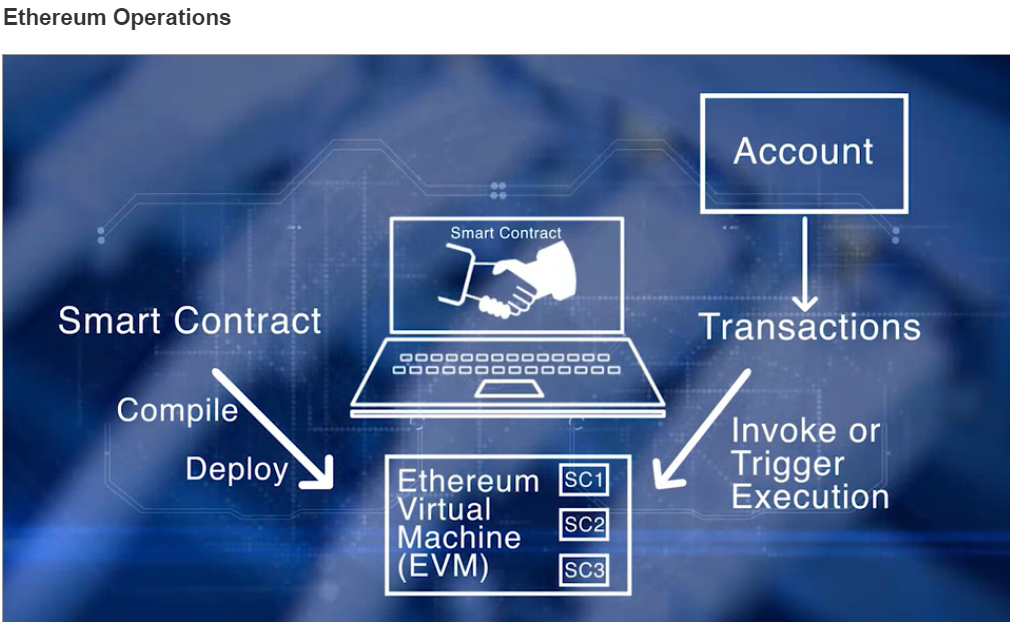 Ethereum Operations
Account
Smart Contract
Smart Contract
Transactions
Compile
Deploy
Invoke or
Trigger
Execution
Ethereum
Virtual
Machine
(EVM)
SC1
SC2
SC3